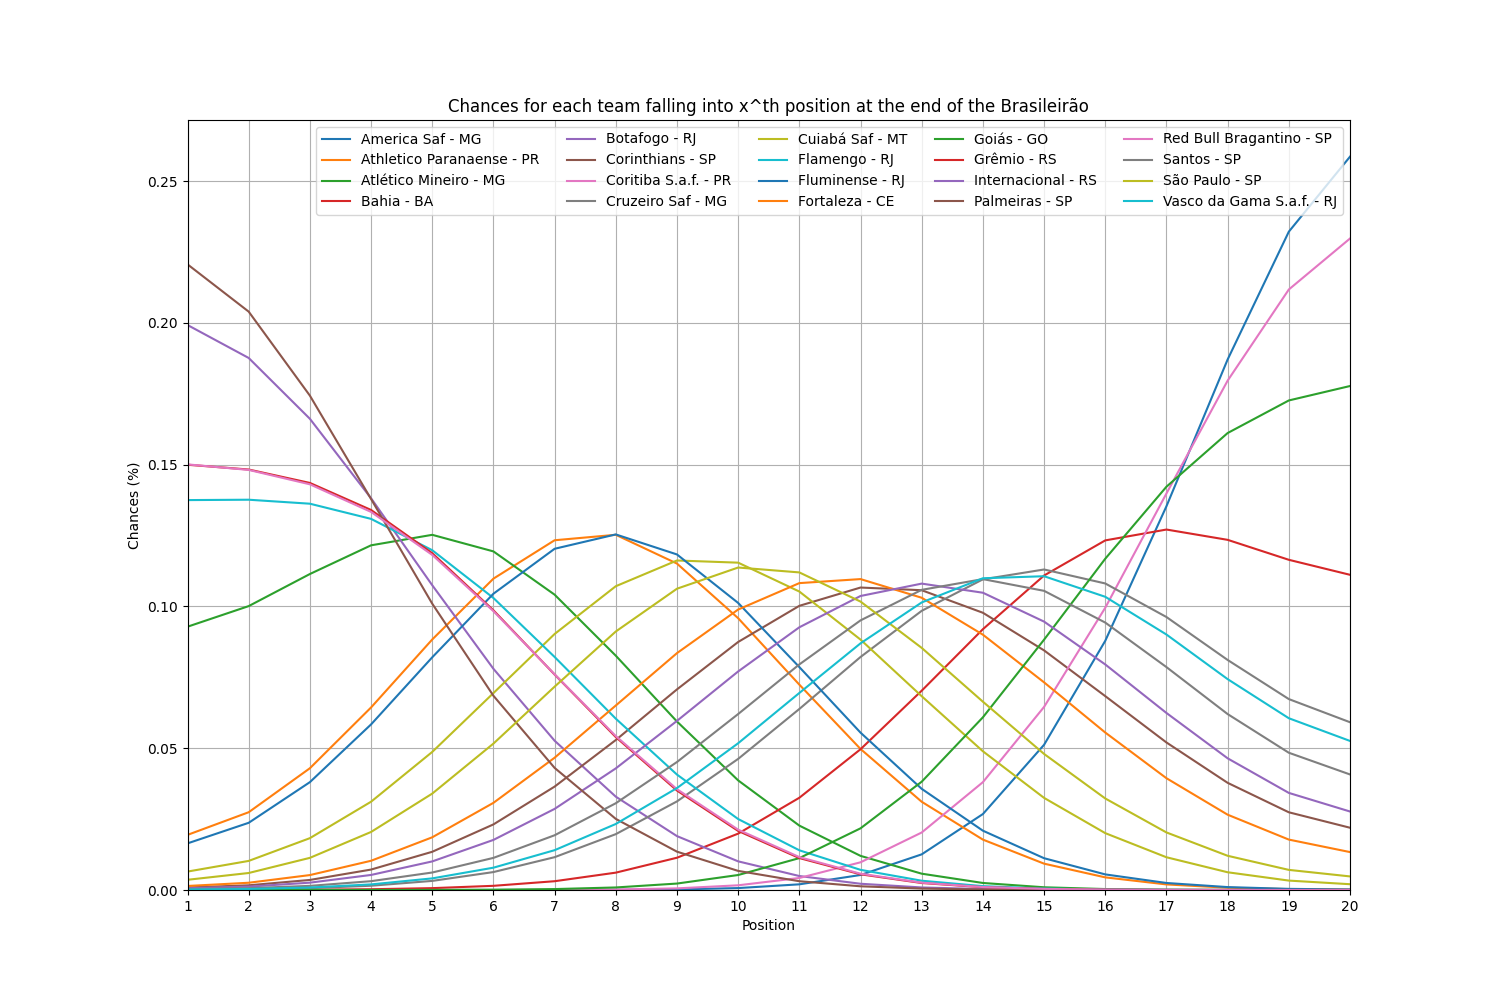 Chances for each team falling into x^th position at the end of the Brasileirão
America Saf - MG
Athletico Paranaense - PR
Atlético Mineiro - MG
Bahia - BA
Botafogo - RJ
Corinthians - SP
Coritiba S.a.f. - PR
Cruzeiro Saf - MG
Cuiabá Saf - MT
Flamengo - RJ
Fluminense - RJ
Fortaleza - CE
Goiás - GO
Grêmio - RS
Internacional - RS
Palmeiras - SP
Red Bull Bragantino - SP
Santos - SP
São Paulo - SP
Vasco da Gama S.a.f. - RJ
Chances (%)
0.25
0.20
0.15
0.10
0.05
0.00
1 2 3 4 5 6 7 8 9 10 11 12 13 14 15 16 17 18 19 20
Position